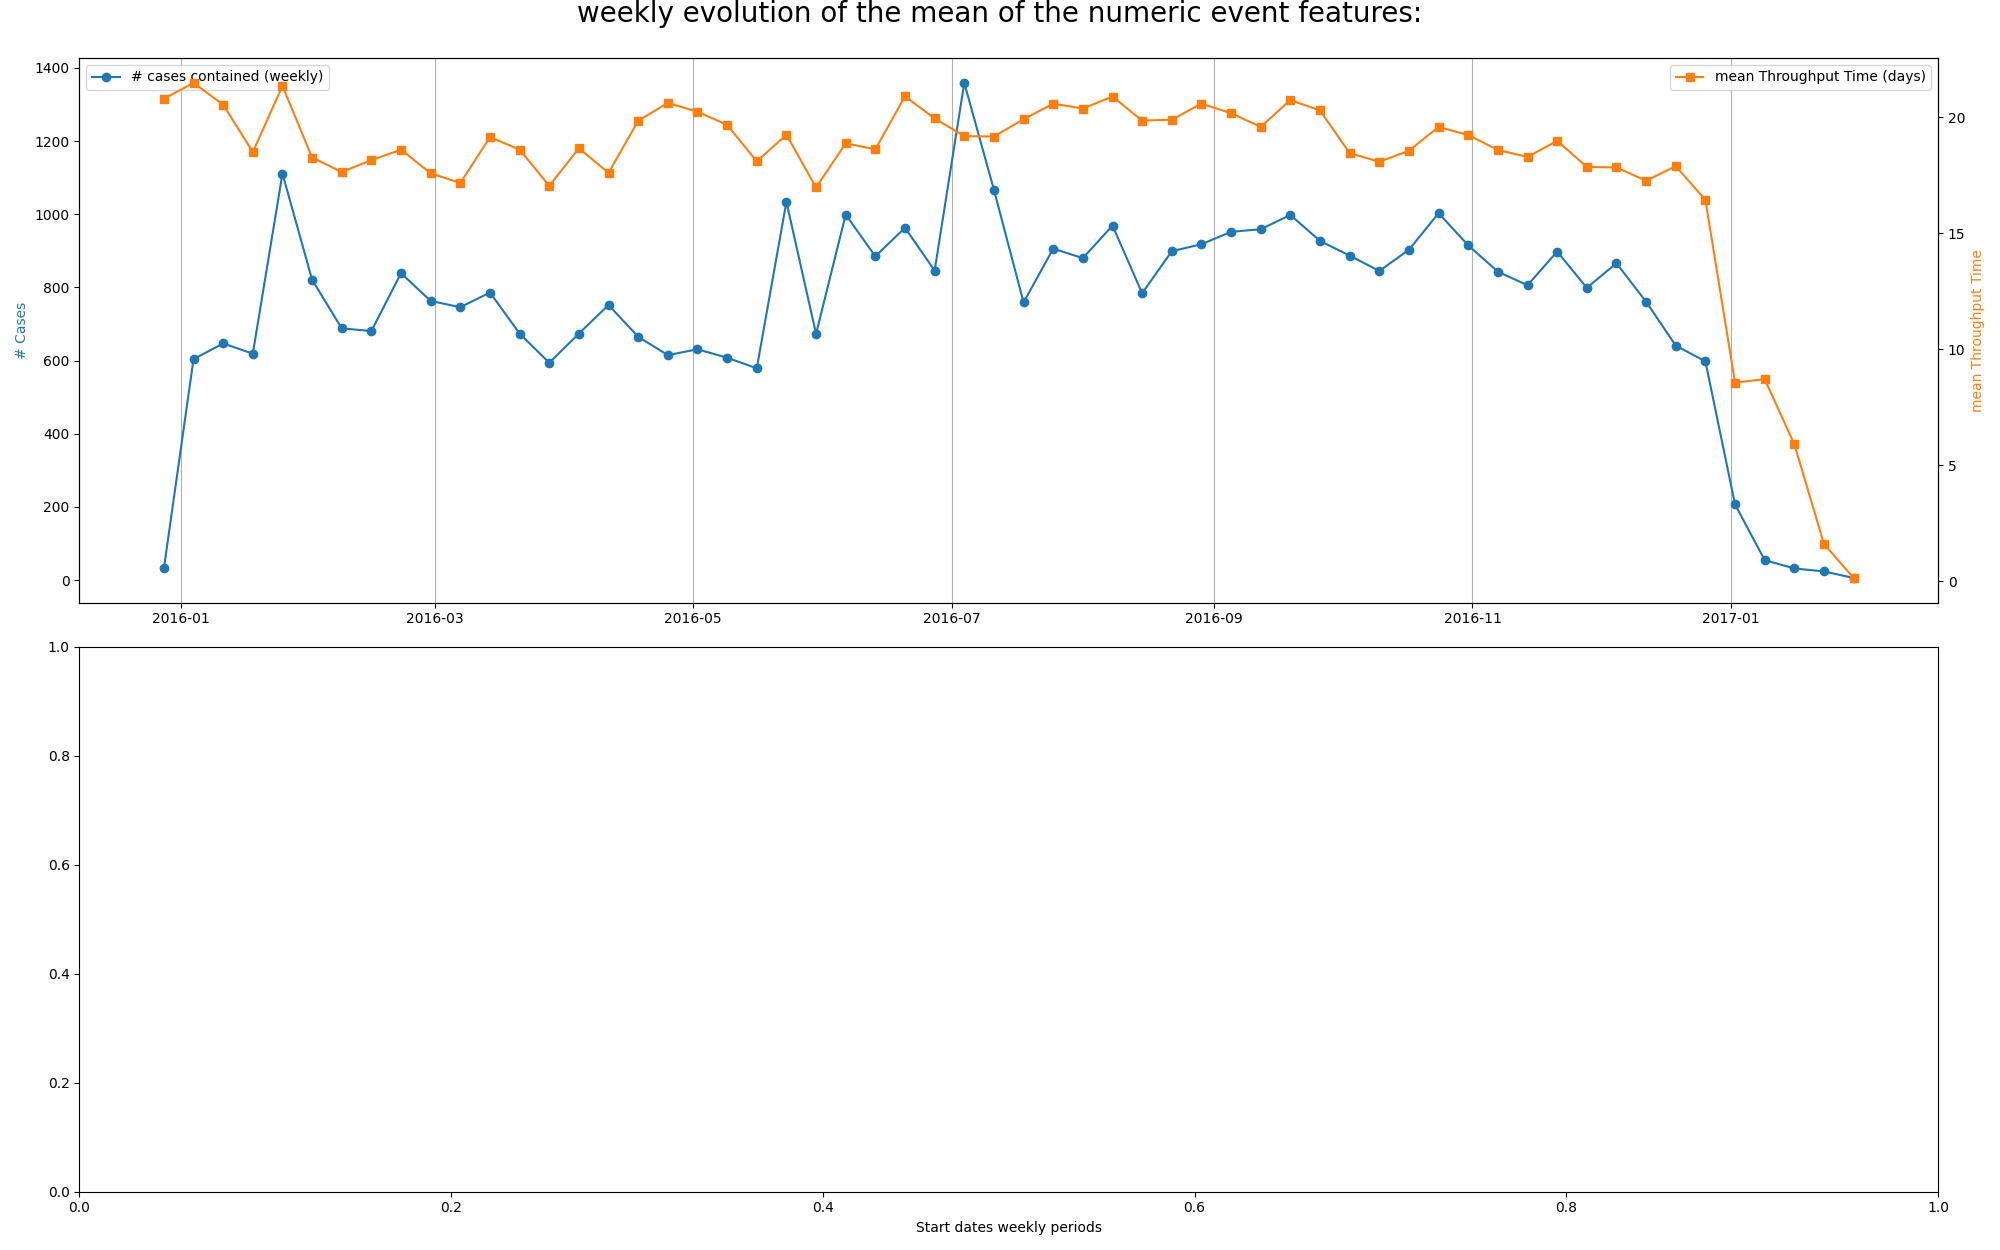 weekly evolution of the mean of the numeric event features:
# cases contained (weekly)
mean Throughput Time (days)
# Cases
1400
1200
1000
800
600
400
200
0
20
15
10
5
0
mean Throughput Time
2016-01 2016-03 2016-05 2016-07 2016-09 2016-11 2017-01
1.0
0.8
0.6
0.4
0.2
0.0
0.0 0.2 0.4 0.6 0.8 1.0
Start dates weekly periods